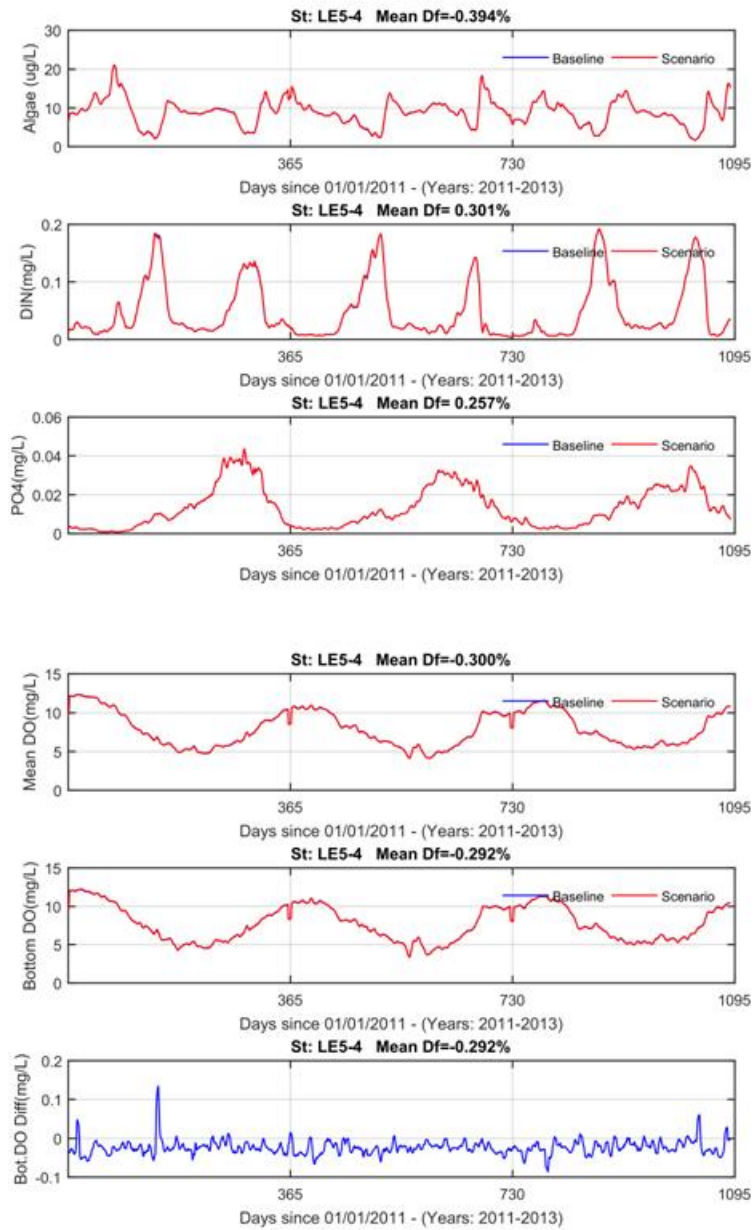 St: LE5-4 Mean Df=-0.394%
30
20
10
0
Algae (ug/L)
Baseline Scenario
365 730 1095
Days since 01/01/2011 - (Years: 2011-2013)
St: LE5-4 Mean Df= 0.301%
0.2
0.1
0
DIN(mg/L)
Baseline Scenario
365 730 1095
Days since 01/01/2011 - (Years: 2011-2013)
St: LE5-4 Mean Df= 0.257%
0.06
0.04
0.02
0
PO4(mg/L)
Baseline Scenario
365 730 1095
Days since 01/01/2011 - (Years: 2011-2013)
St: LE5-4 Mean Df=-0.300%
15
10
5
0
Mean DO(mg/L)
Baseline Scenario
365 730 1095
Days since 01/01/2011 - (Years: 2011-2013)
St: LE5-4 Mean Df=-0.292%
15
10
5
0
Bottom DO(mg/L)
Baseline Scenario
365 730 1095
Days since 01/01/2011 - (Years: 2011-2013)
St: LE5-4 Mean Df=-0.292%
0.2
0.1
0
-0.1
Bot.DO Diff(mg/L)
365 730 1095
Days since 01/01/2011 - (Years: 2011-2013)